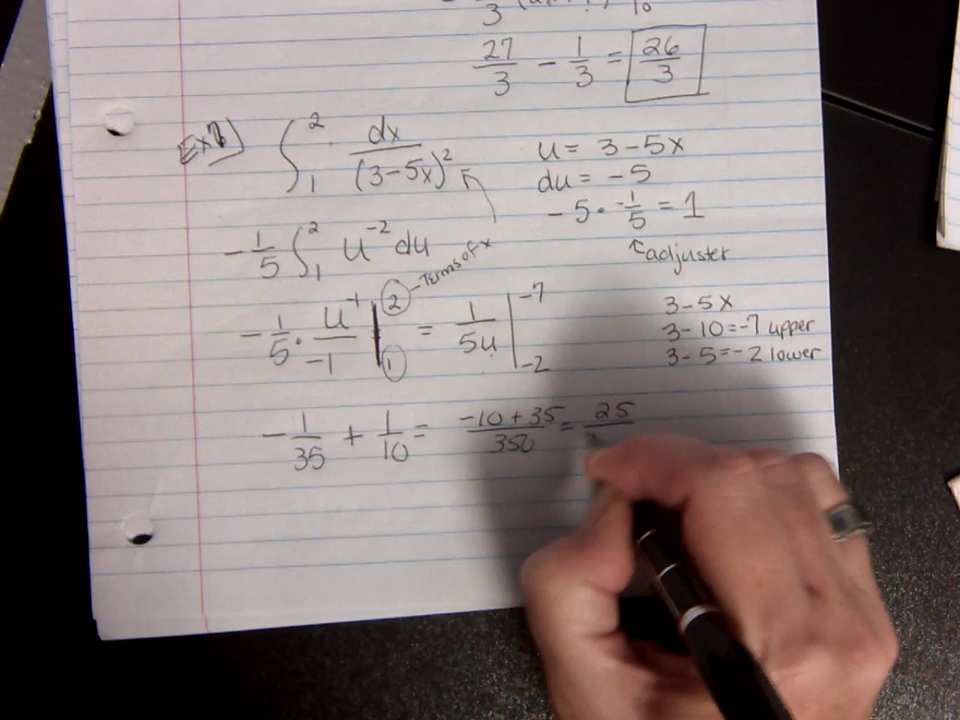 27/3 - 1/3 = 26/3
∫₁² dx/(3-5x)²
u = 3-5x
du = -5
-5 · -1/5 = 1
adjuster
-1/5 ∫₁² u⁻² du
-Terms of x
-1/5 · u⁻¹/-1 |₁² = 1/5u |₋₂⁻⁷
3-5x
3-10=-7 upper
3-5=-2 lower
-1/35 + 1/10 = -10+35/350 = 25